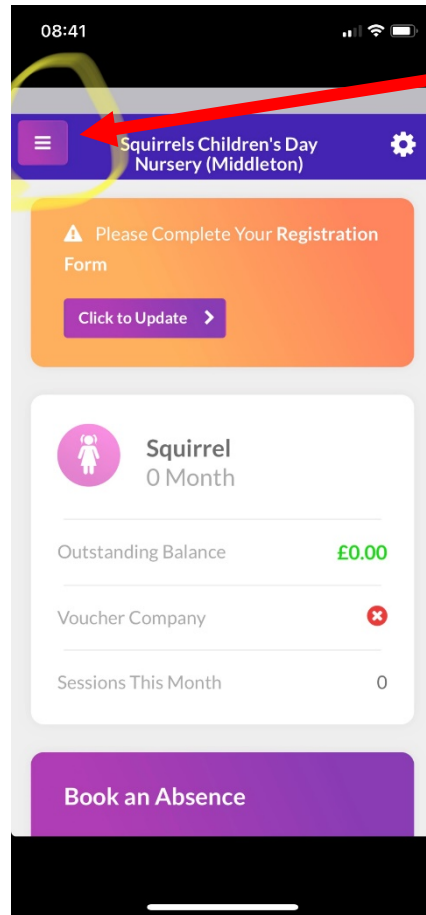 08:41
Squirrels Children's Day
Nursery (Middleton)
Please Complete Your Registration
Form
Click to Update
Squirrel
0 Month
Outstanding Balance £0.00
Voucher Company
Sessions This Month 0
Book an Absence